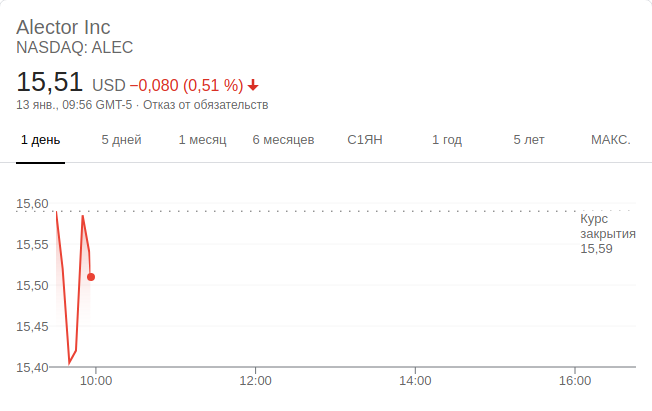 Alector Inc
NASDAQ: ALEC
15,51 USD −0,080 (0,51 %)
13 янв., 09:56 GMT-5 · Отказ от обязательств
1 день 5 дней 1 месяц 6 месяцев С1ЯН 1 год 5 лет МАКС.
15,60
Курс
закрытия
15,59
15,55
15,50
15,45
15,40
10:00 12:00 14:00 16:00